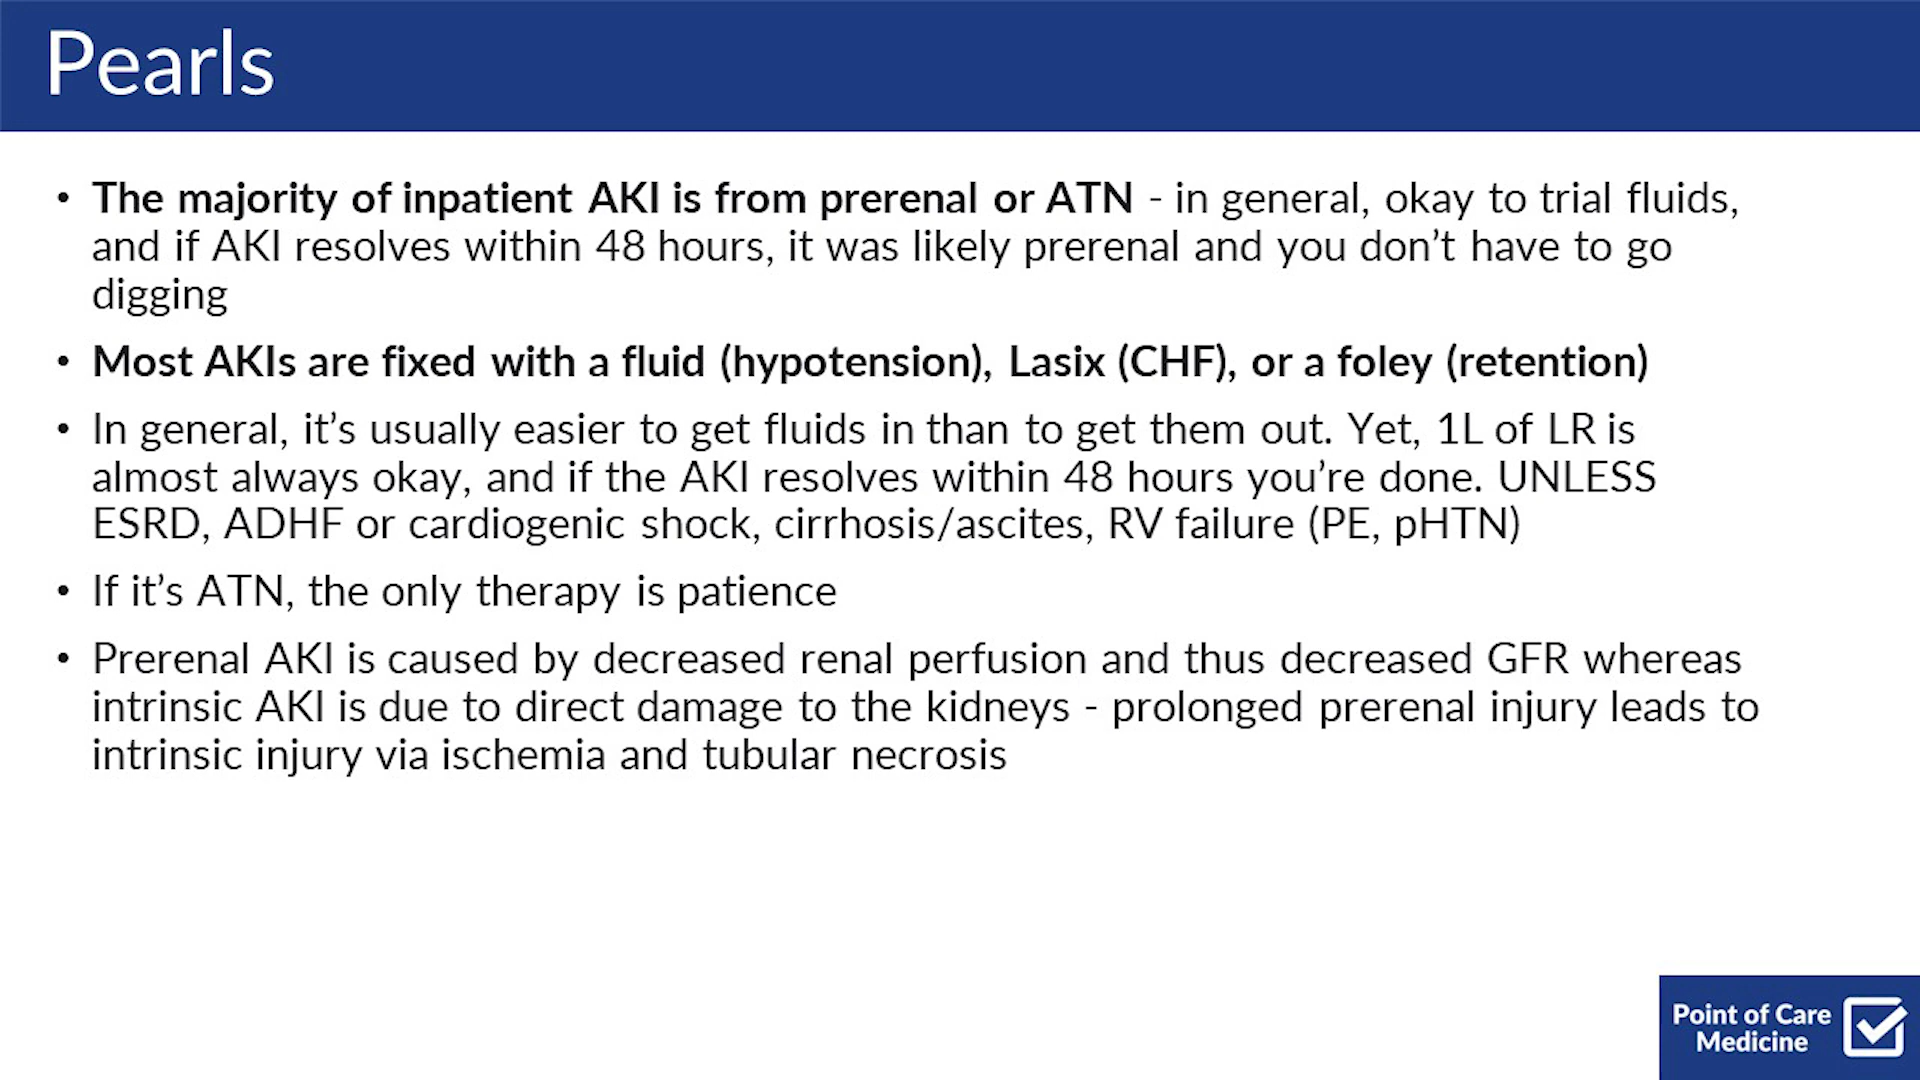 Pearls
• The majority of inpatient AKI is from prerenal or ATN - in general, okay to trial fluids,
and if AKI resolves within 48 hours, it was likely prerenal and you don’t have to go
digging
• Most AKIs are fixed with a fluid (hypotension), Lasix (CHF), or a foley (retention)
• In general, it’s usually easier to get fluids in than to get them out. Yet, 1L of LR is
almost always okay, and if the AKI resolves within 48 hours you’re done. UNLESS
ESRD, ADHF or cardiogenic shock, cirrhosis/ascites, RV failure (PE, pHTN)
• If it’s ATN, the only therapy is patience
• Prerenal AKI is caused by decreased renal perfusion and thus decreased GFR whereas
intrinsic AKI is due to direct damage to the kidneys - prolonged prerenal injury leads to
intrinsic injury via ischemia and tubular necrosis
Point of Care
Medicine